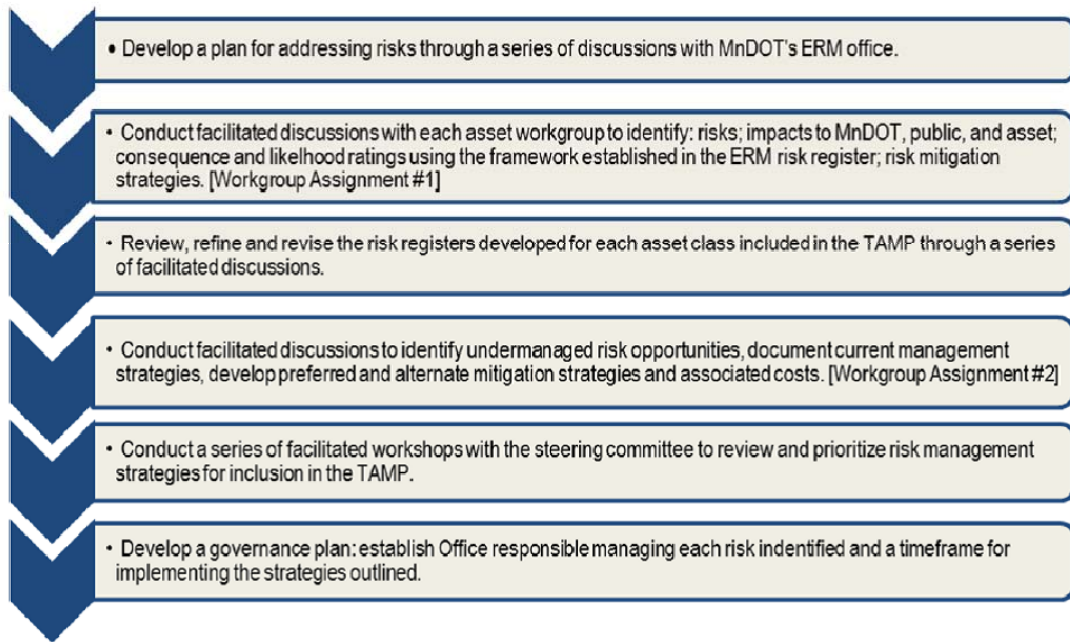 • Develop a plan for addressing risks through a series of discussions with MnDOT's ERM office.
• Conduct facilitated discussions with each asset workgroup to identify: risks; impacts to MnDOT, public, and asset;
consequence and likelihood ratings using the framework established in the ERM risk register; risk mitigation
strategies. [Workgroup Assignment #1]
• Review, refine and revise the risk registers developed for each asset class included in the TAMP through a series
of facilitated discussions.
• Conduct facilitated discussions to identify undermanaged risk opportunities, document current management
strategies, develop preferred and alternate mitigation strategies and associated costs. [Workgroup Assignment #2]
• Conduct a series of facilitated workshops with the steering committee to review and prioritize risk management
strategies for inclusion in the TAMP.
• Develop a governance plan: establish Office responsible managing each risk indentified and a timeframe for
implementing the strategies outlined.